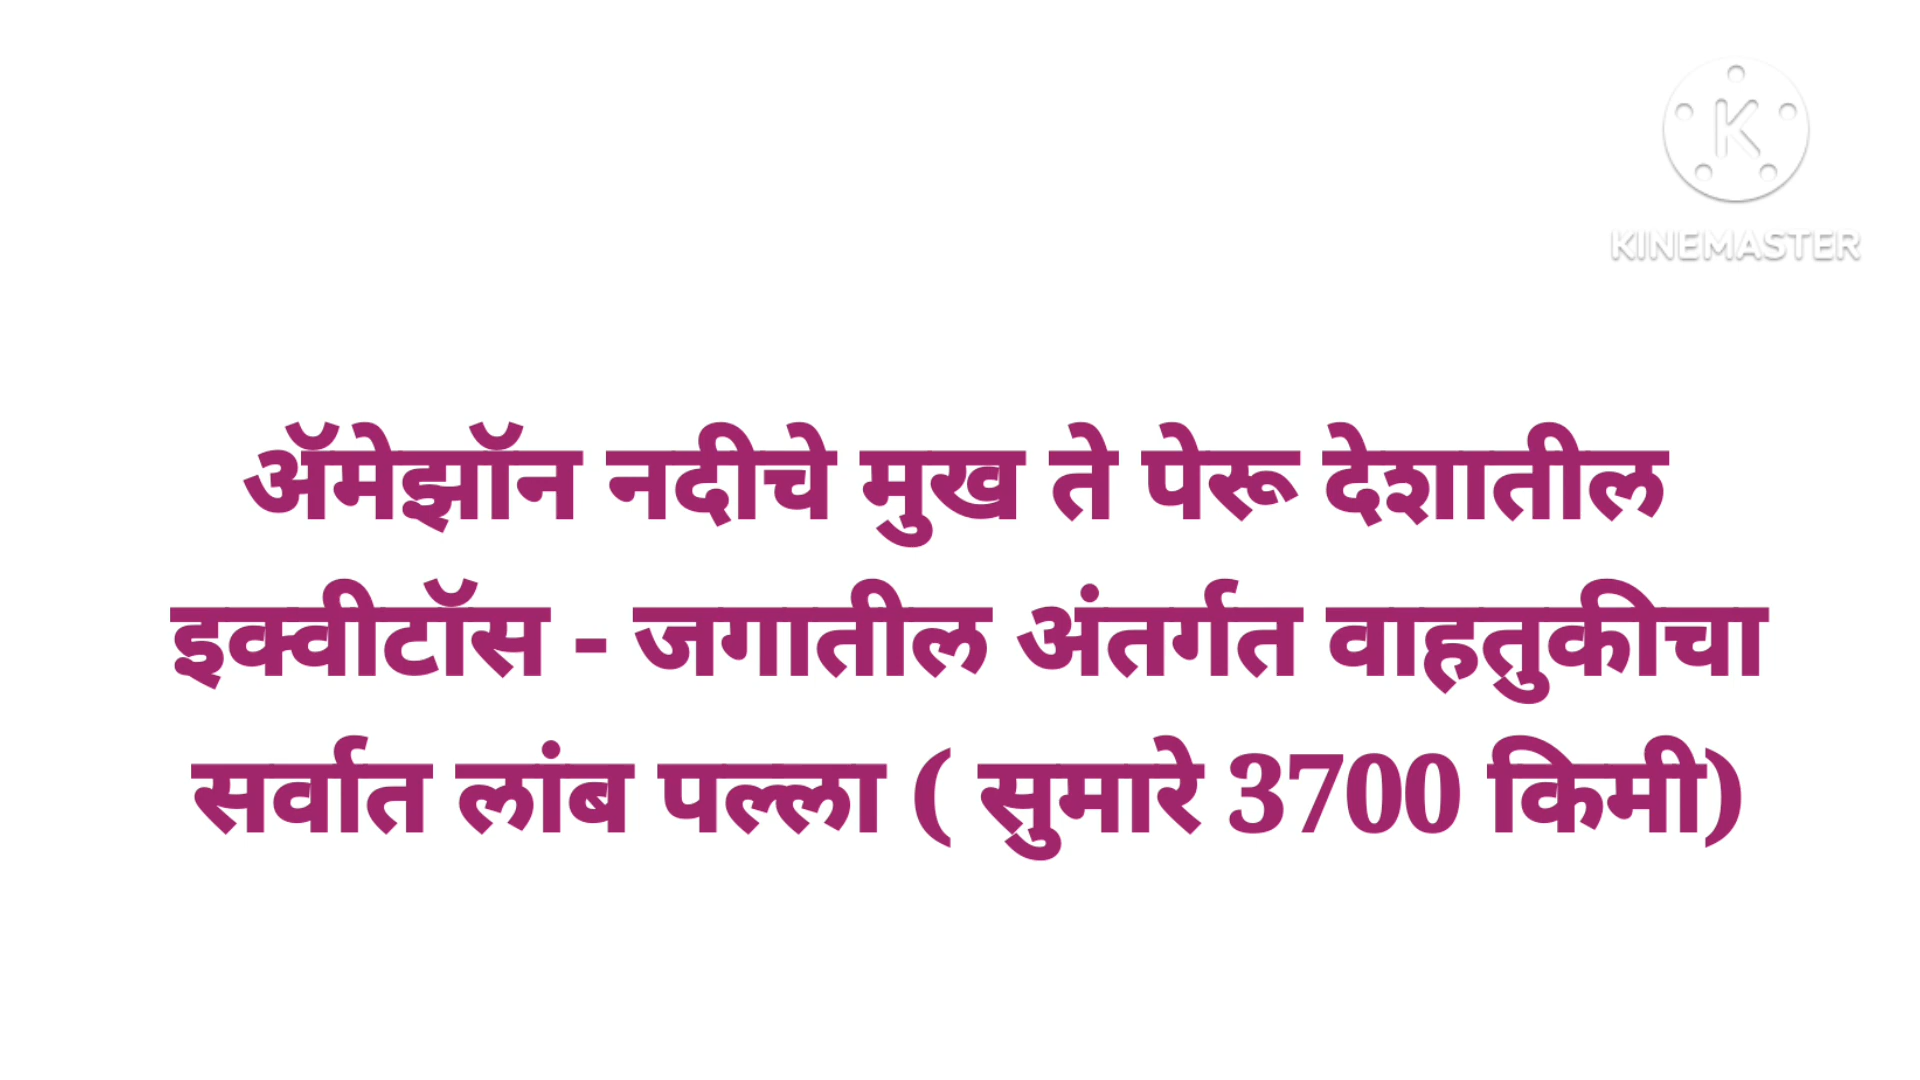 KINEMASTER
ॲमेझॉन नदीचे मुख ते पेरू देशातील
इक्वीटॉस - जगातील अंतर्गत वाहतुकीचा
सर्वात लांब पल्ला ( सुमारे 3700 किमी)